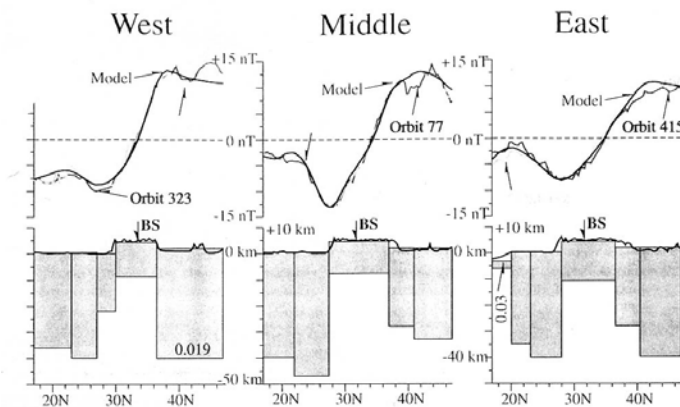 West Middle East
+15 nT +15 nT
Model Model Model
Orbit 77 Orbit 415
0 nT 0 nT
Orbit 323
-15 nT -15 nT
BS +10 km BS +10 km BS
0 km 0 km
0.03
0.019 -40 km
-50 km
20N 30N 40N 20N 30N 40N 20N 30N 40N